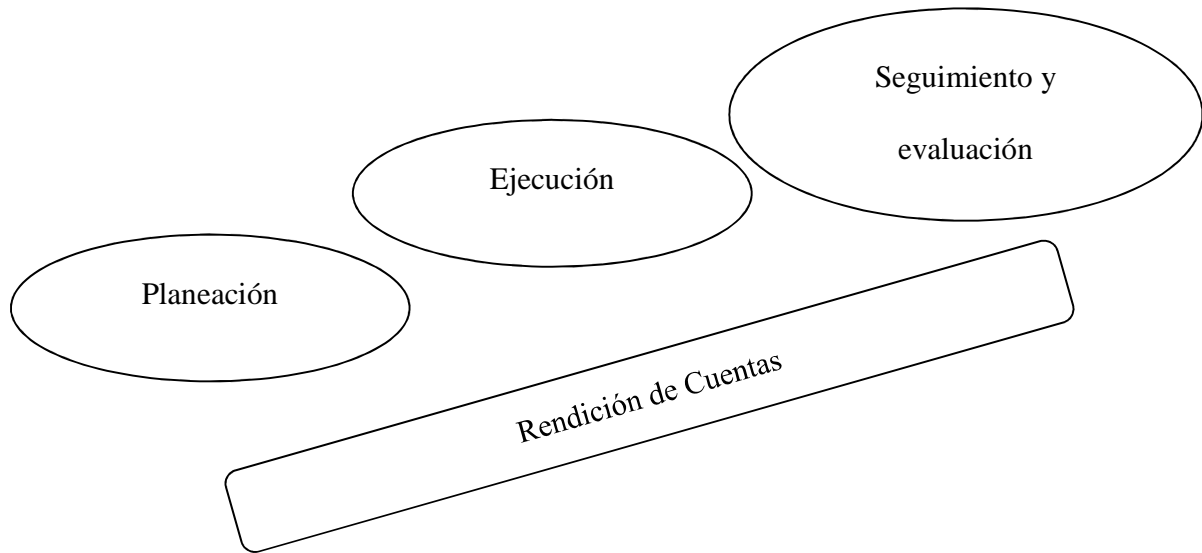 Seguimiento y
evaluación
Ejecución
Planeación
Rendición de Cuentas